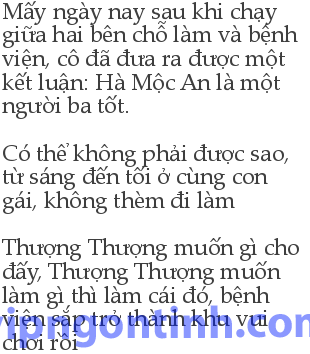 Mấy ngày nay sau khi chạy
giữa hai bên chỗ làm và bệnh
viện, cô đã đưa ra được một
kết luận: Hà Mộc An là một
người ba tốt.
Có thể không phải được sao,
từ sáng đến tối ở cùng con
gái, không thèm đi làm
Thượng Thượng muốn gì cho
đấy, Thượng Thượng muốn
làm gì thì làm cái đó, bệnh
viện sắp trở thành khu vui
chơi rồi